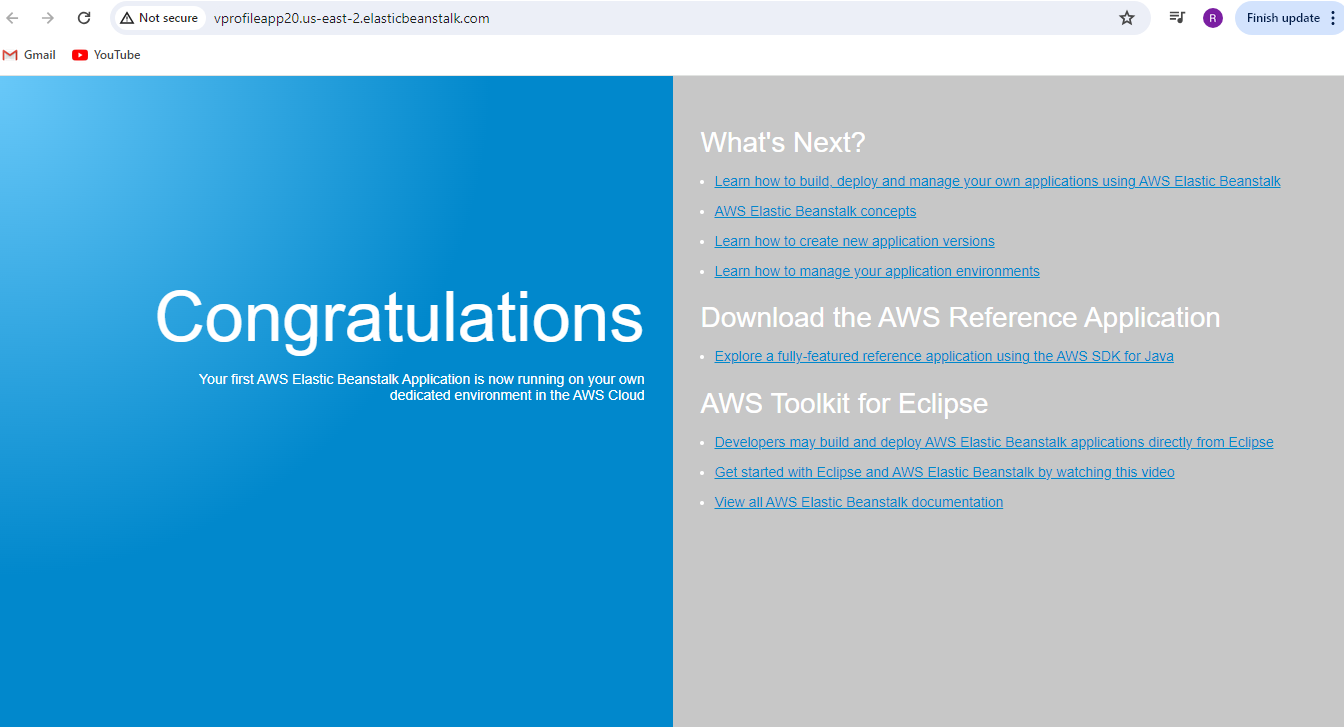 Not secure
vprofileapp20.us-east-2.elasticbeanstalk.com
R
Finish update
Gmail
YouTube
Congratulations
Your first AWS Elastic Beanstalk Application is now running on your own
dedicated environment in the AWS Cloud
What's Next?
Learn how to build, deploy and manage your own applications using AWS Elastic Beanstalk
AWS Elastic Beanstalk concepts
Learn how to create new application versions
Learn how to manage your application environments
Download the AWS Reference Application
Explore a fully-featured reference application using the AWS SDK for Java
AWS Toolkit for Eclipse
Developers may build and deploy AWS Elastic Beanstalk applications directly from Eclipse
Get started with Eclipse and AWS Elastic Beanstalk by watching this video
View all AWS Elastic Beanstalk documentation